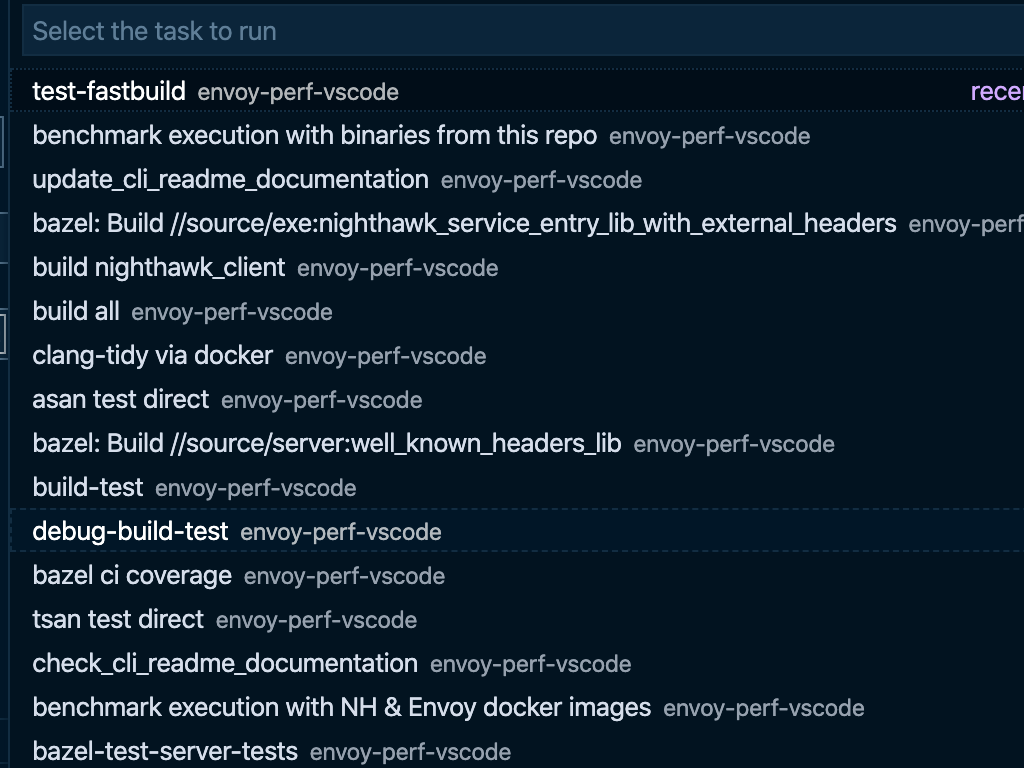 Select the task to run
test-fastbuild envoy-perf-vscode
benchmark execution with binaries from this repo envoy-perf-vscode
update_cli_readme_documentation envoy-perf-vscode
bazel: Build //source/exe:nighthawk_service_entry_lib_with_external_headers envoy-perf
build nighthawk_client envoy-perf-vscode
build all envoy-perf-vscode
clang-tidy via docker envoy-perf-vscode
asan test direct envoy-perf-vscode
bazel: Build //source/server:well_known_headers_lib envoy-perf-vscode
build-test envoy-perf-vscode
debug-build-test envoy-perf-vscode
bazel ci coverage envoy-perf-vscode
tsan test direct envoy-perf-vscode
check_cli_readme_documentation envoy-perf-vscode
benchmark execution with NH & Envoy docker images envoy-perf-vscode
bazel-test-server-tests envoy-perf-vscode